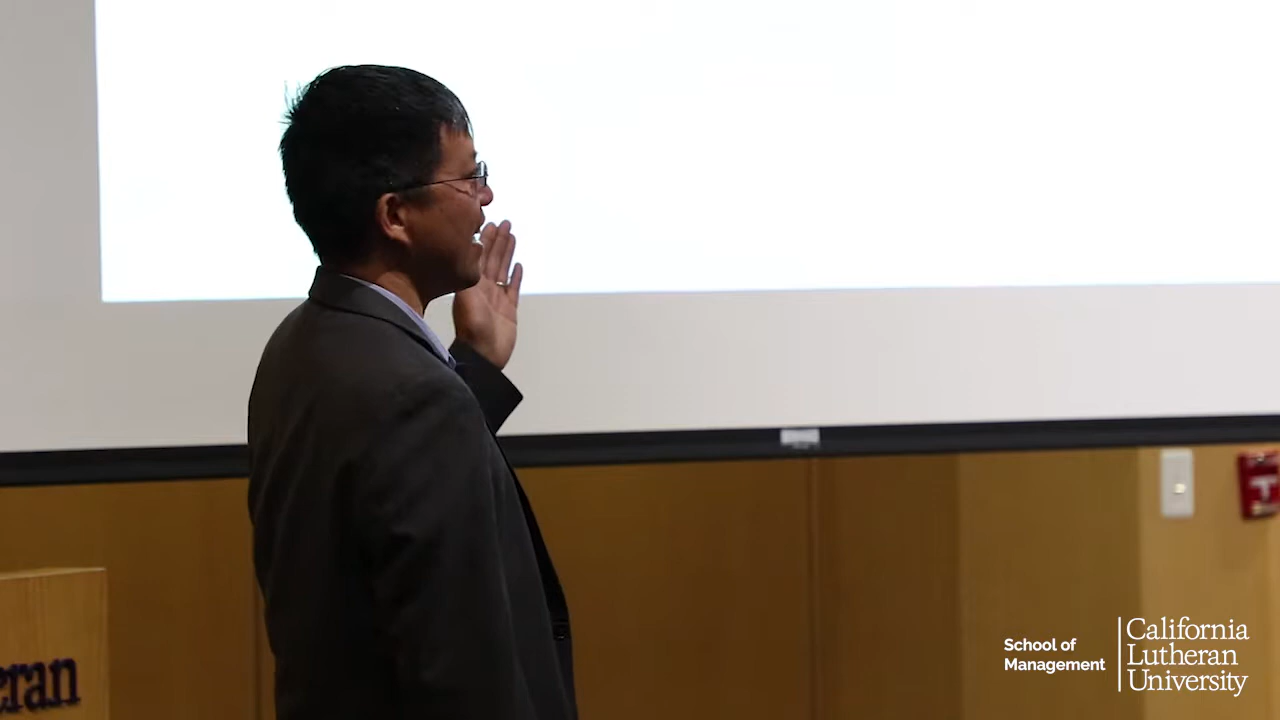 eran
School of
Management
California
Lutheran
University